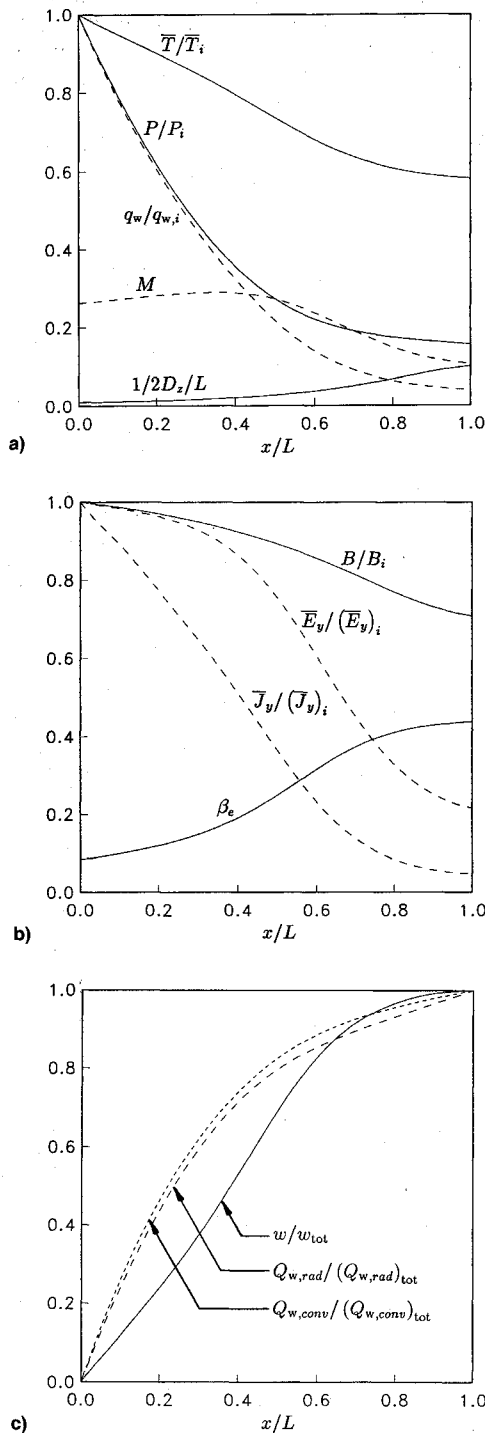 1.0
0.8
0.6
0.4
0.2
0.0
T̅/T̅ᵢ
P/Pᵢ
q_w/q_w,i
M
1/2D_z/L
0.0 0.2 0.4 0.6 0.8 1.0
x/L
a)
1.0
0.8
0.6
0.4
0.2
0.0
B/Bᵢ
E̅_y/(E̅_y)ᵢ
J̅_y/(J̅_y)ᵢ
β_e
0.0 0.2 0.4 0.6 0.8 1.0
x/L
b)
1.0
0.8
0.6
0.4
0.2
0.0
w/w_tot
Q_w,rad/(Q_w,rad)_tot
Q_w,conv/(Q_w,conv)_tot
0.0 0.2 0.4 0.6 0.8 1.0
x/L
c)